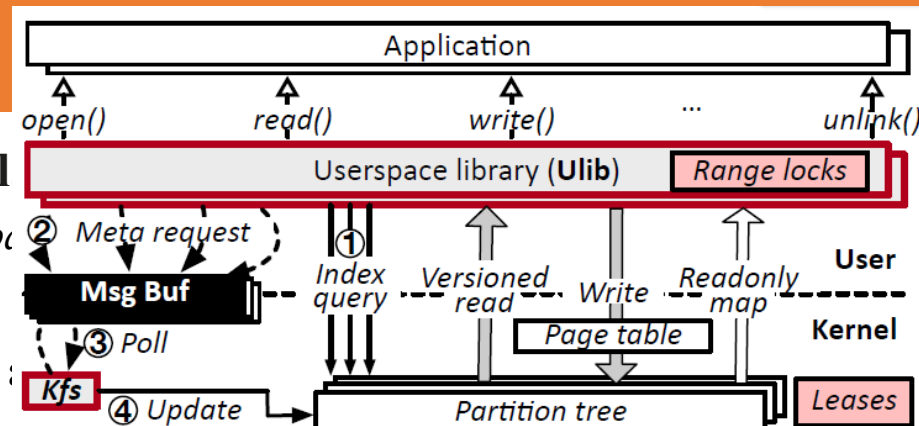 Application
open() read() write() ... unlink()
Userspace library (Ulib) Range locks
② Meta request
①
Index query
Versioned read
Write
Readonly map
User
Msg Buf
Kernel
Page table
③ Poll
Kfs
④ Update
Partition tree
Leases